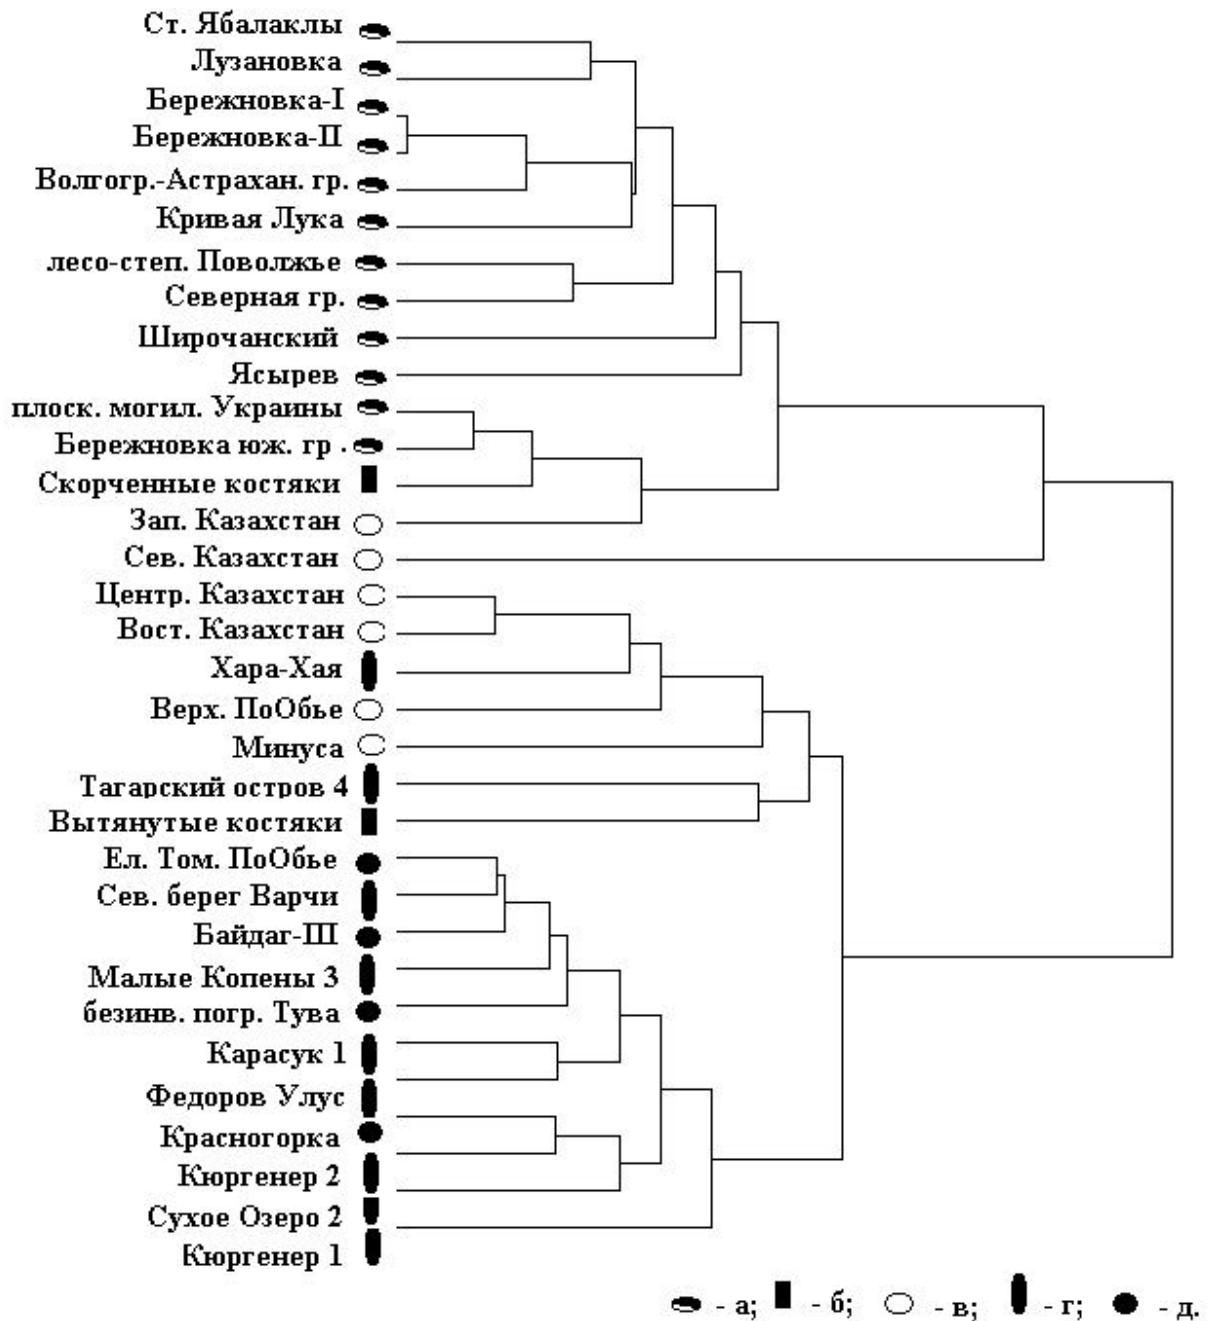 Ст. Ябалаклы
Лузановка
Бережновка-I
Бережновка-II
Волгогр.-Астрахан. гр.
Кривая Лука
лесо-степ. Поволжье
Северная гр.
Широчанский
Ясырев
плоск. могил. Украины
Бережновка юж. гр .
Скорченные костяки
Зап. Казахстан
Сев. Казахстан
Центр. Казахстан
Вост. Казахстан
Хара-Хая
Верх. ПоОбье
Минуса
Тагарский остров 4
Вытянутые костяки
Ел. Том. ПоОбье
Сев. берег Варчи
Байдаг-III
Малые Копены 3
безинв. погр. Тува
Карасук 1
Федоров Улус
Красногорка
Кюргенер 2
Сухое Озеро 2
Кюргенер 1
- а; - б; - в; - г; - д.